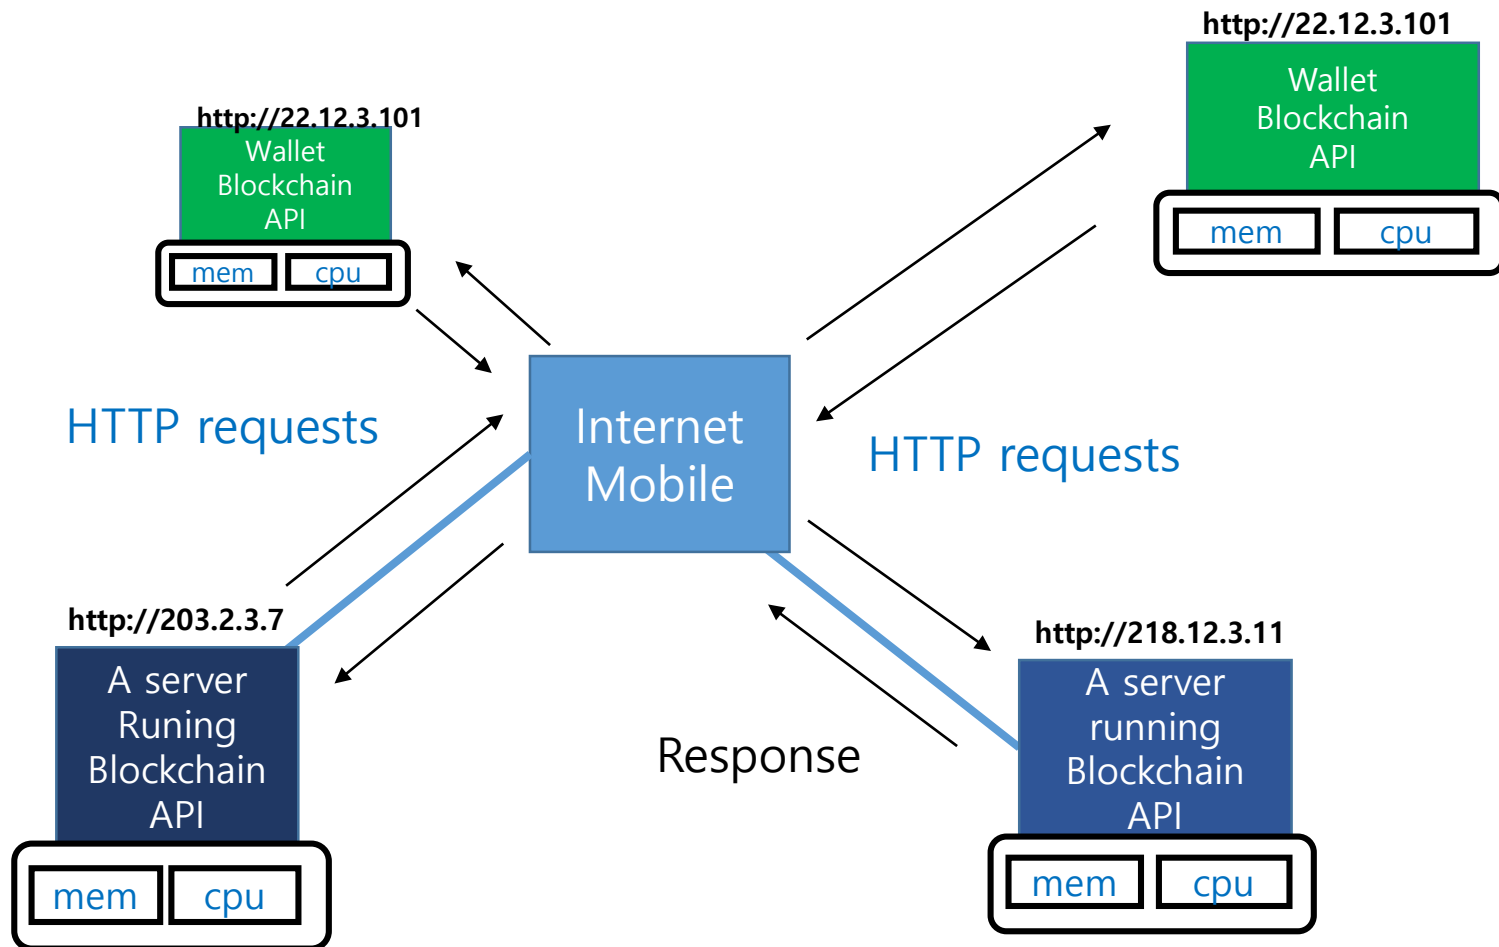 http://22.12.3.101
Wallet
Blockchain
API
mem
cpu
http://22.12.3.101
Wallet
Blockchain
API
mem
cpu
HTTP requests
Internet
Mobile
HTTP requests
http://203.2.3.7
A server
Runing
Blockchain
API
mem
cpu
Response
http://218.12.3.11
A server
running
Blockchain
API
mem
cpu